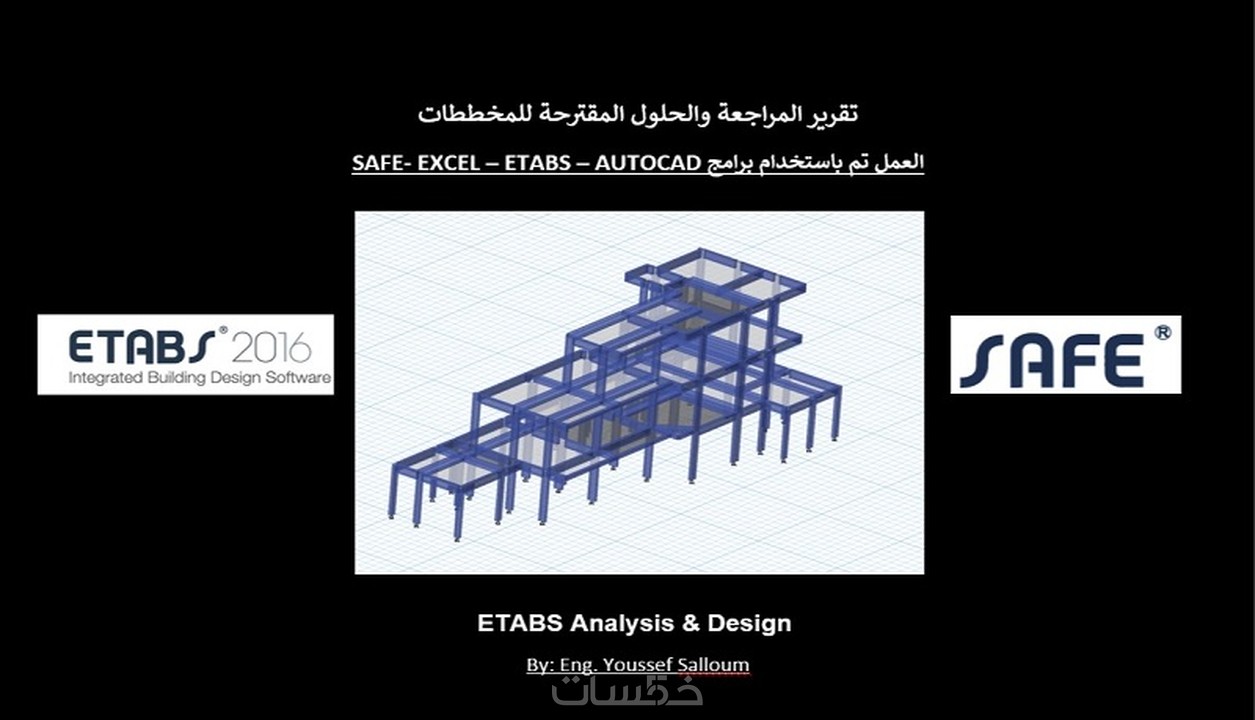 تقرير المراجعة والحلول المقترحة للمخططات
العمل تم باستخدام برامج SAFE- EXCEL – ETABS – AUTOCAD
ETABS® 2016
Integrated Building Design Software
SAFE®
ETABS Analysis & Design
By: Eng. Youssef Salloum
خمسات